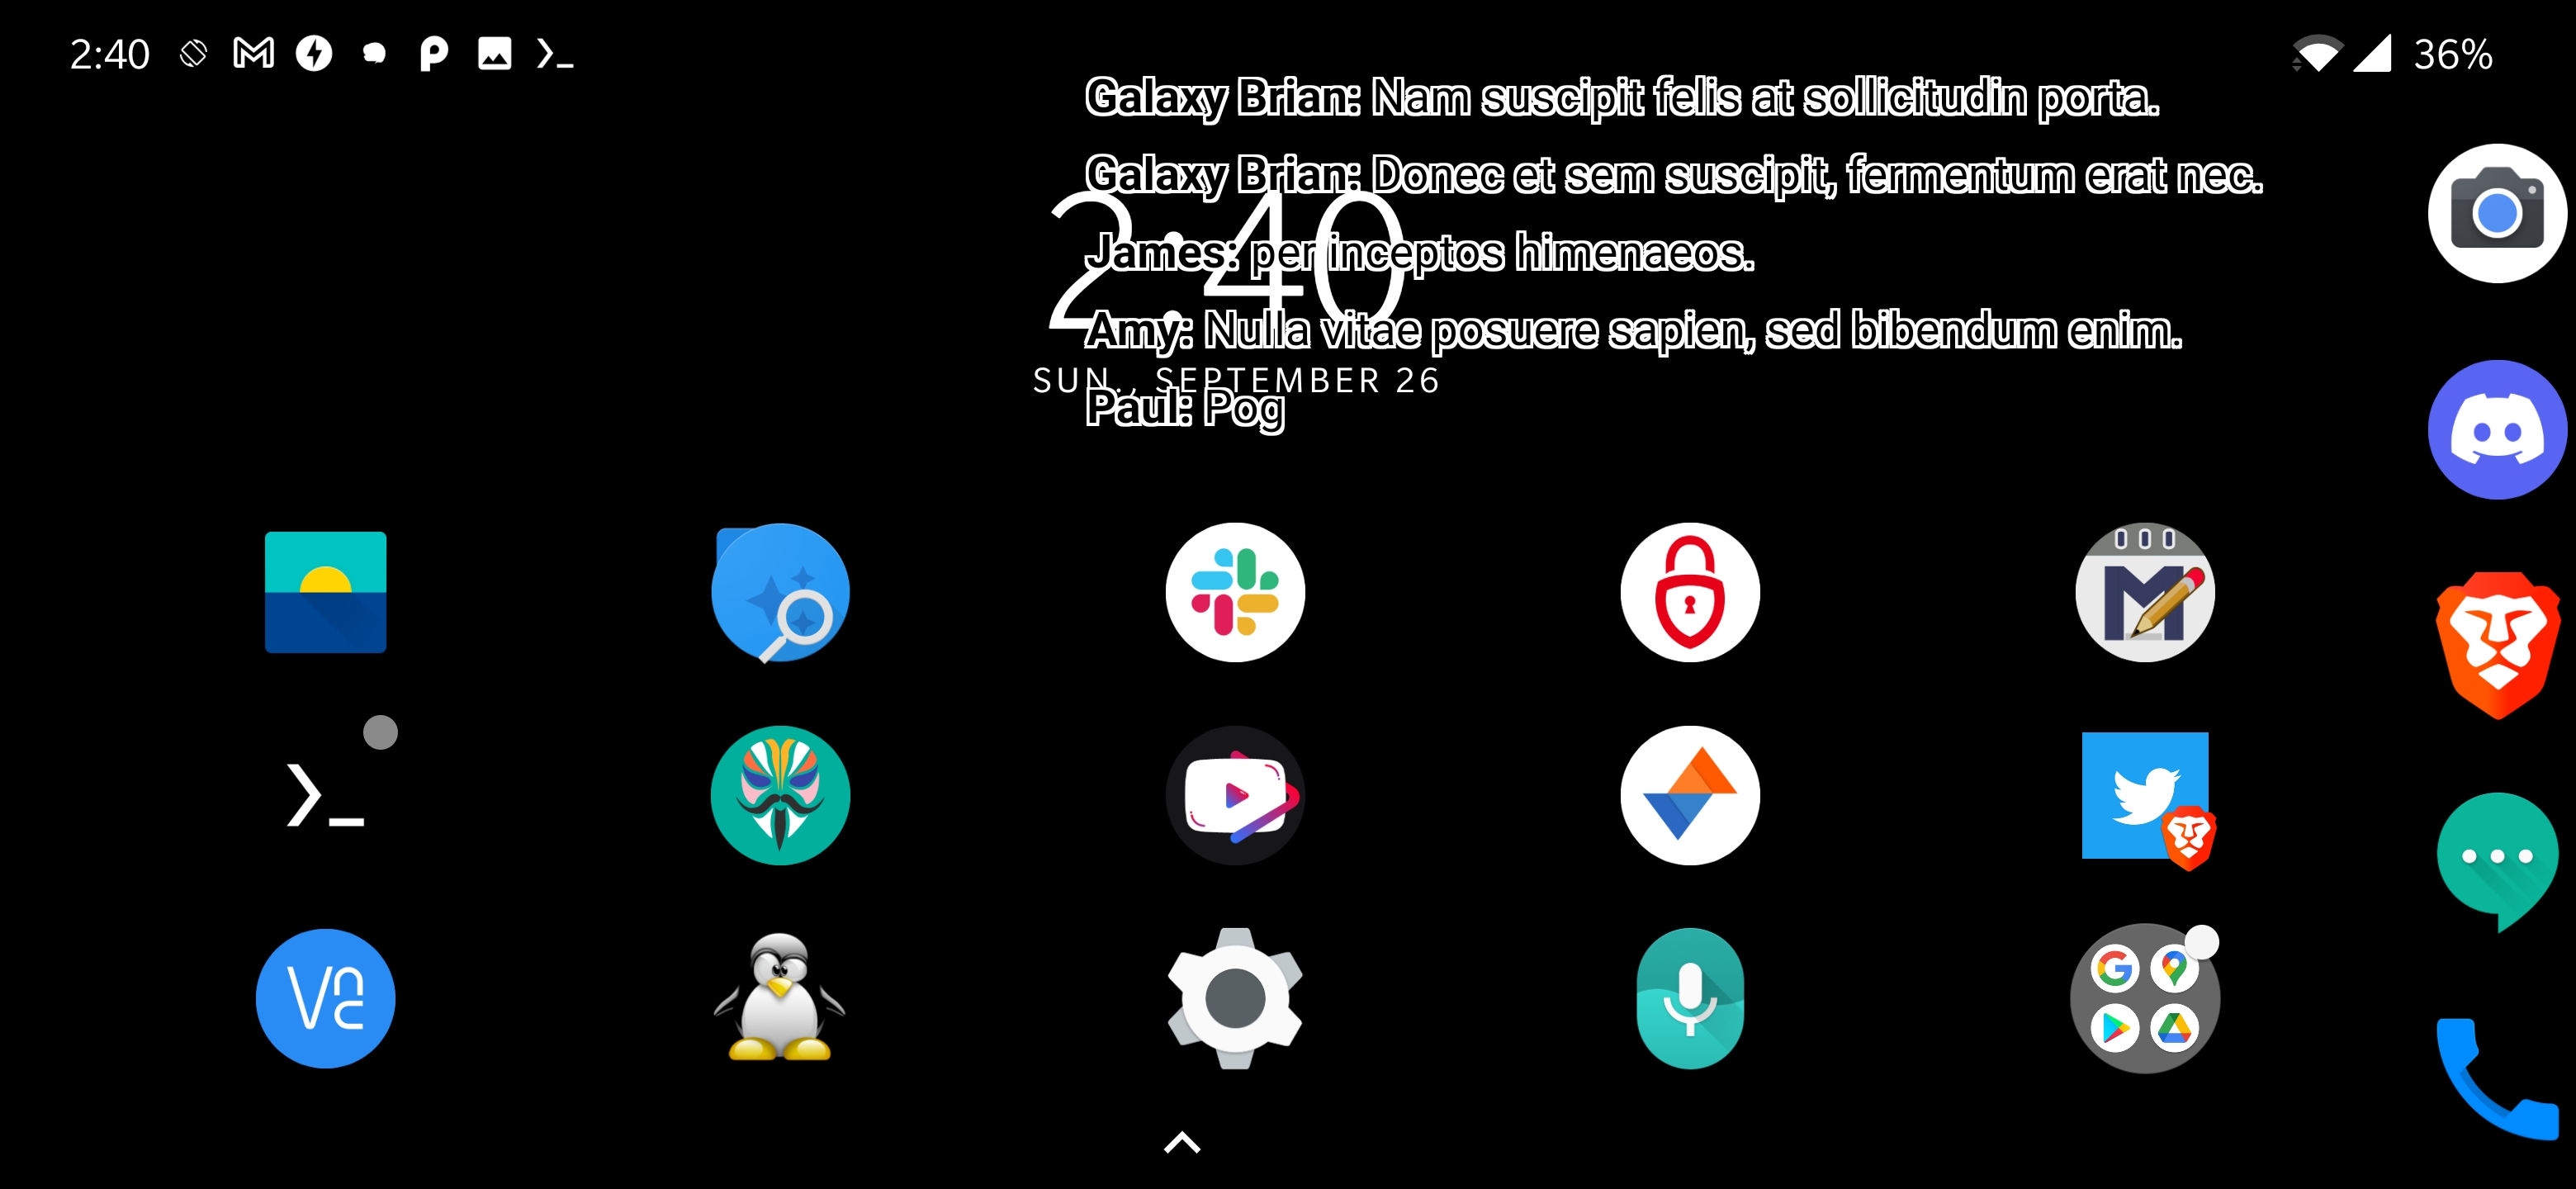 2:40
36%
Galaxy Brian: Nam suscipit felis at sollicitudin porta.
Galaxy Brian: Donec et sem suscipit, fermentum erat nec.
2:40
James: per inceptos himenaeos.
Amy: Nulla vitae posuere sapien, sed bibendum enim.
SUN., SEPTEMBER 26
Paul: Pog